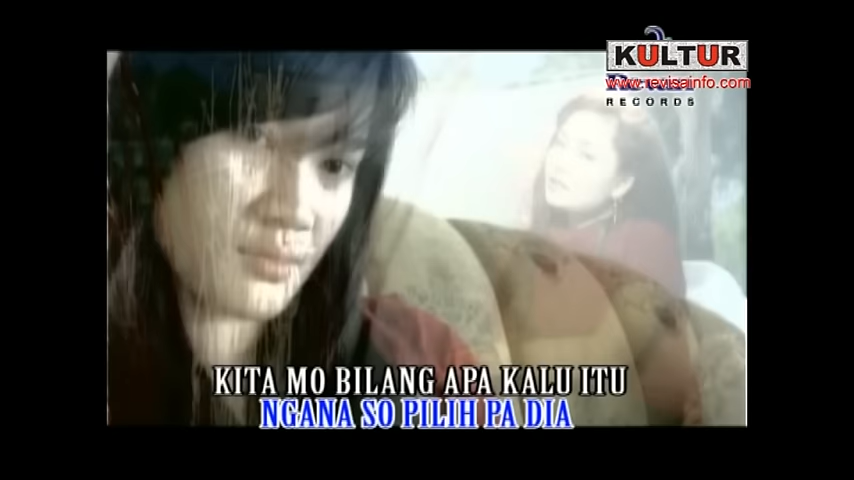 KULTUR
www.revisainfo.com
RECORDS
KITA MO BILANG APA KALU ITU
NGANA SO PILIH PA DIA